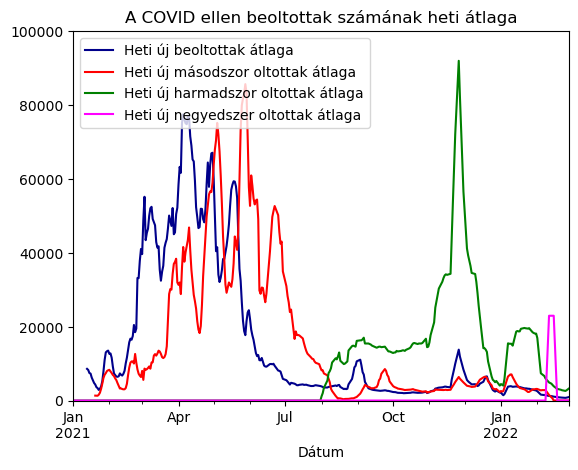 A COVID ellen beoltottak számának heti átlaga
100000
80000
60000
40000
20000
0
Heti új beoltottak átlaga
Heti új másodszor oltottak átlaga
Heti új harmadszor oltottak átlaga
Heti új negyedszer oltottak átlaga
Jan Apr Jul Oct Jan
2021 2022
Dátum